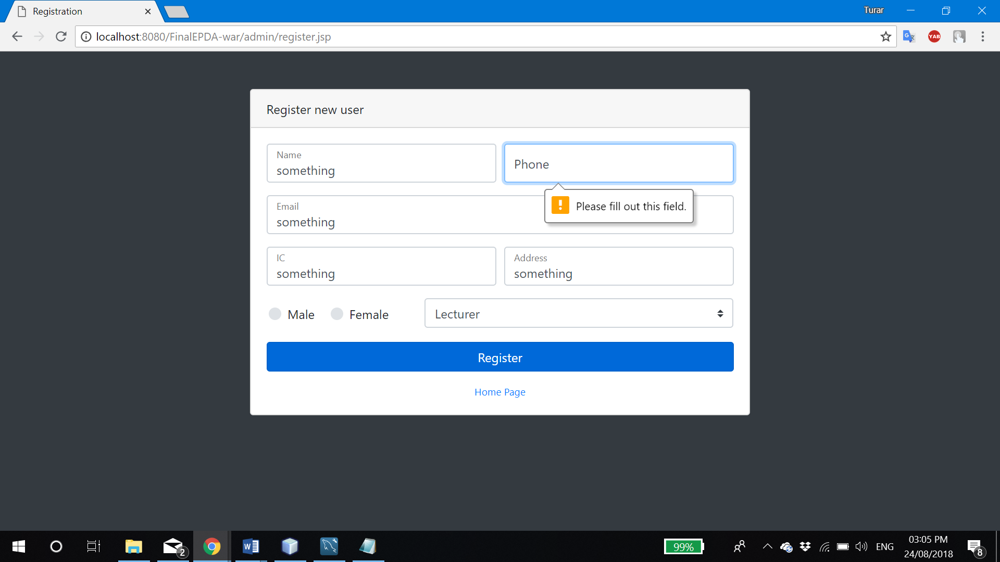 Registration
Turar
localhost:8080/FinalEPDA-war/admin/register.jsp
YAB
Register new user
Name
something
Phone
Please fill out this field.
Email
something
IC
something
Address
something
Male
Female
Lecturer
Register
Home Page
2
99%
ENG
03:05 PM
24/08/2018
8